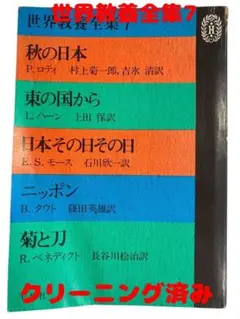 世界教養全集7
世界教養全集 7
秋の日本
P.ロティ 村上菊一郎,吉氷 清訳
東の国から
L.ハーン 上田 保訳
日本その日その日
E.S.モース 石川欣一訳
ニッポン
B.タウト 篠田英雄訳
菊と刀
R.ベネディクト 長谷川松治訳
クリーニング済み